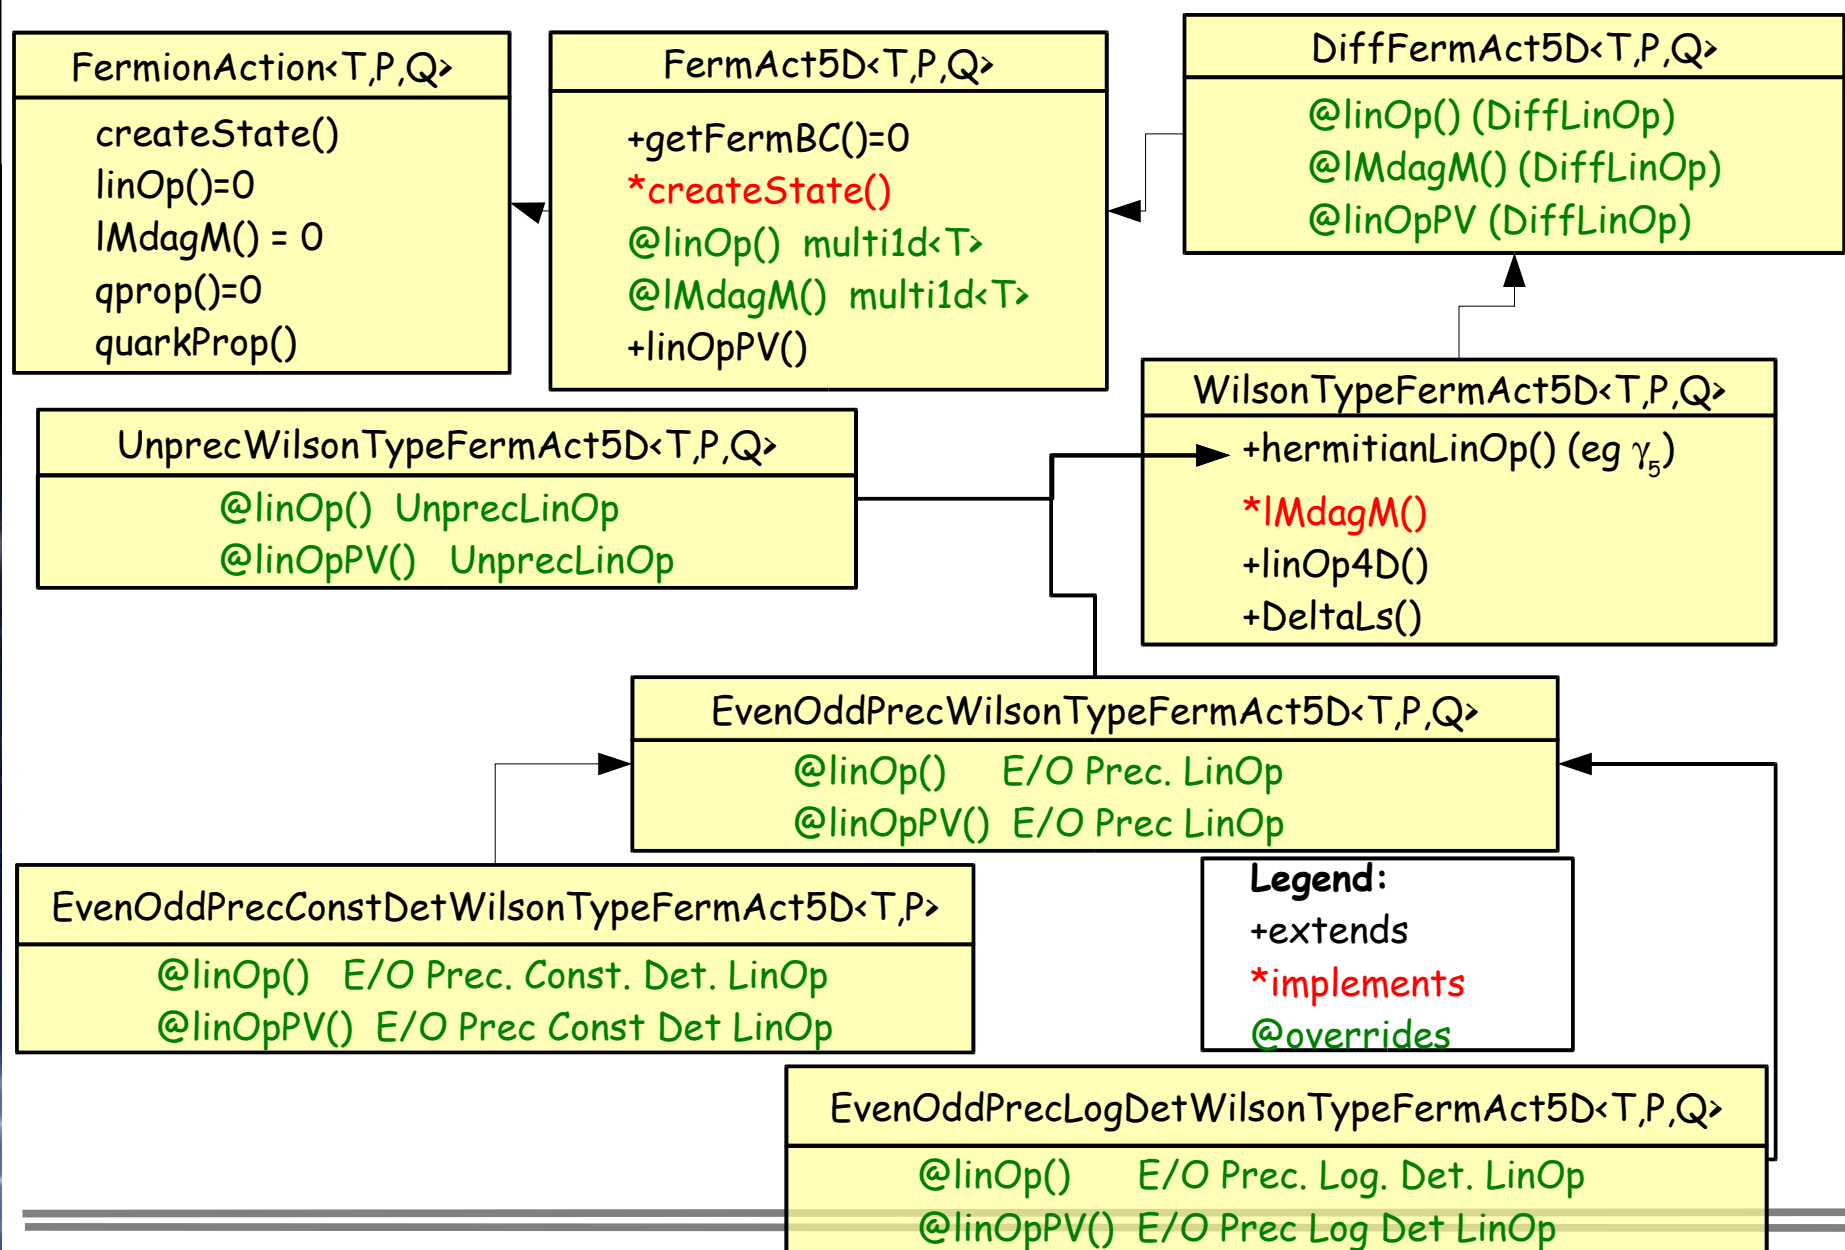 FermionAction<T,P,Q>
createState()
linOp()=0
lMdagM() = 0
qprop()=0
quarkProp()
FermAct5D<T,P,Q>
+getFermBC()=0
*createState()
@linOp() multi1d<T>
@lMdagM() multi1d<T>
+linOpPV()
DiffFermAct5D<T,P,Q>
@linOp() (DiffLinOp)
@lMdagM() (DiffLinOp)
@linOpPV (DiffLinOp)
UnprecWilsonTypeFermAct5D<T,P,Q>
@linOp() UnprecLinOp
@linOpPV() UnprecLinOp
WilsonTypeFermAct5D<T,P,Q>
+hermitianLinOp() (eg γ5)
*lMdagM()
+linOp4D()
+DeltaLs()
EvenOddPrecWilsonTypeFermAct5D<T,P,Q>
@linOp() E/O Prec. LinOp
@linOpPV() E/O Prec LinOp
EvenOddPrecConstDetWilsonTypeFermAct5D<T,P>
@linOp() E/O Prec. Const. Det. LinOp
@linOpPV() E/O Prec Const Det LinOp
Legend:
+extends
*implements
@overrides
EvenOddPrecLogDetWilsonTypeFermAct5D<T,P,Q>
@linOp() E/O Prec. Log. Det. LinOp
@linOpPV() E/O Prec Log Det LinOp